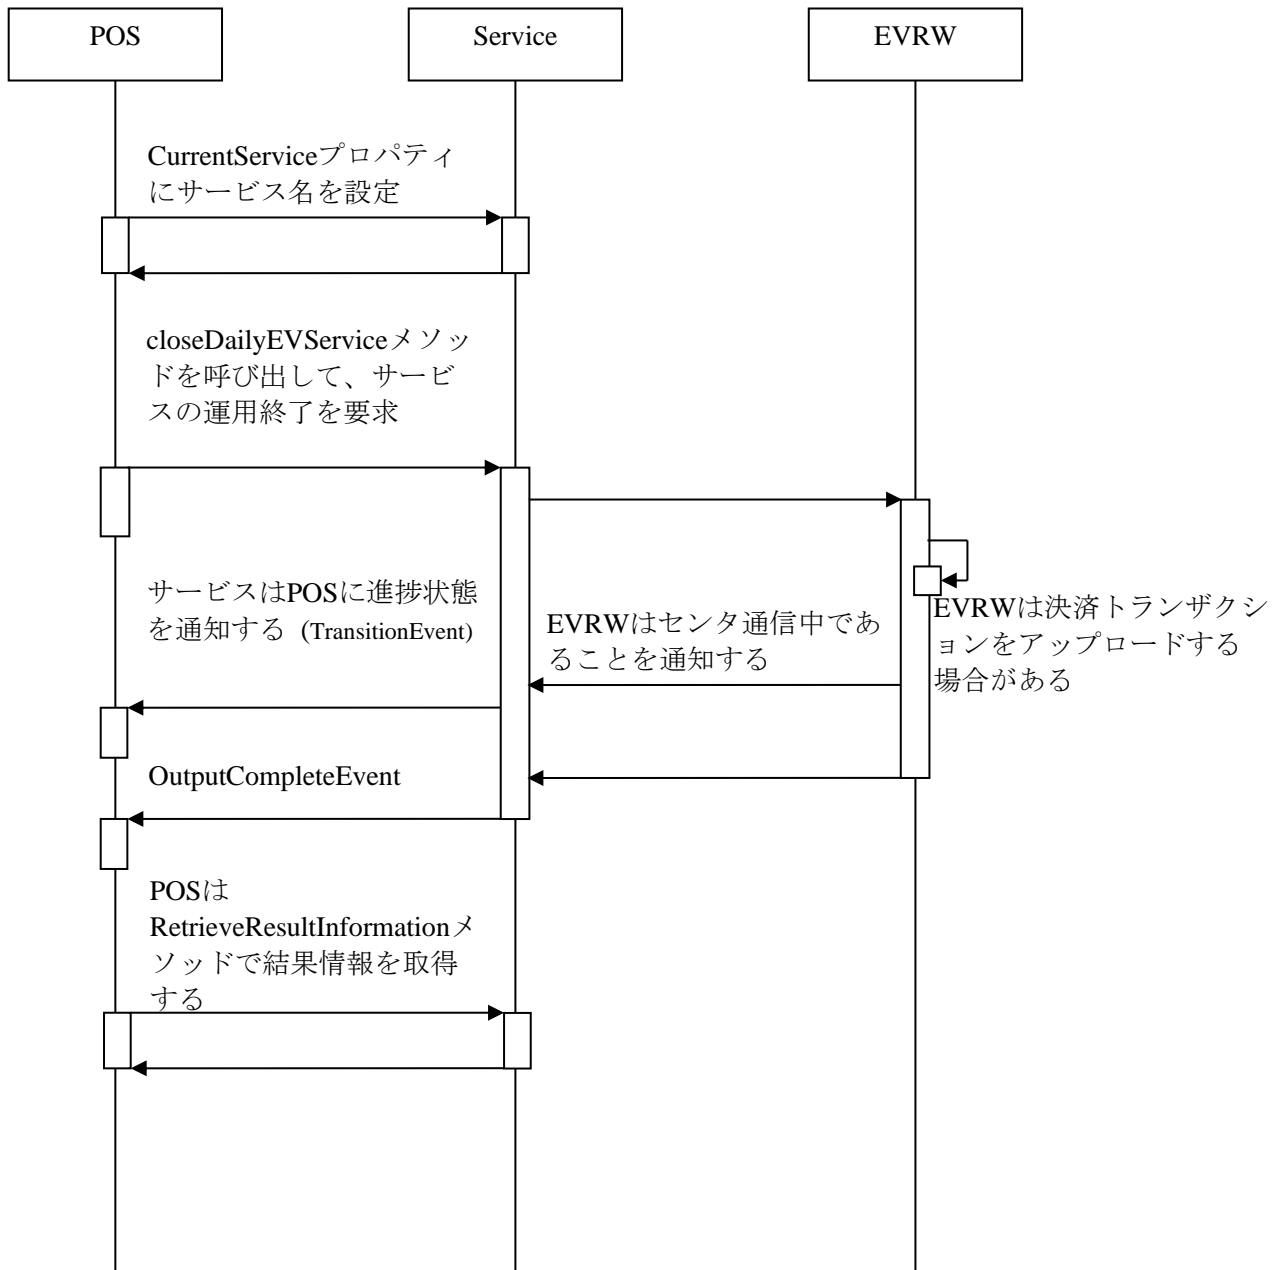 POS
Service
EVRW
CurrentServiceプロパティ
にサービス名を設定
closeDailyEVServiceメソッ
ドを呼び出して、サービ
スの運用終了を要求
サービスはPOSに進捗状態
を通知する (TransitionEvent)
EVRWはセンタ通信中であ
ることを通知する
EVRWは決済トランザクシ
ョンをアップロードする
場合がある
OutputCompleteEvent
POSは
RetrieveResultInformationメ
ソッドで結果情報を取得
する